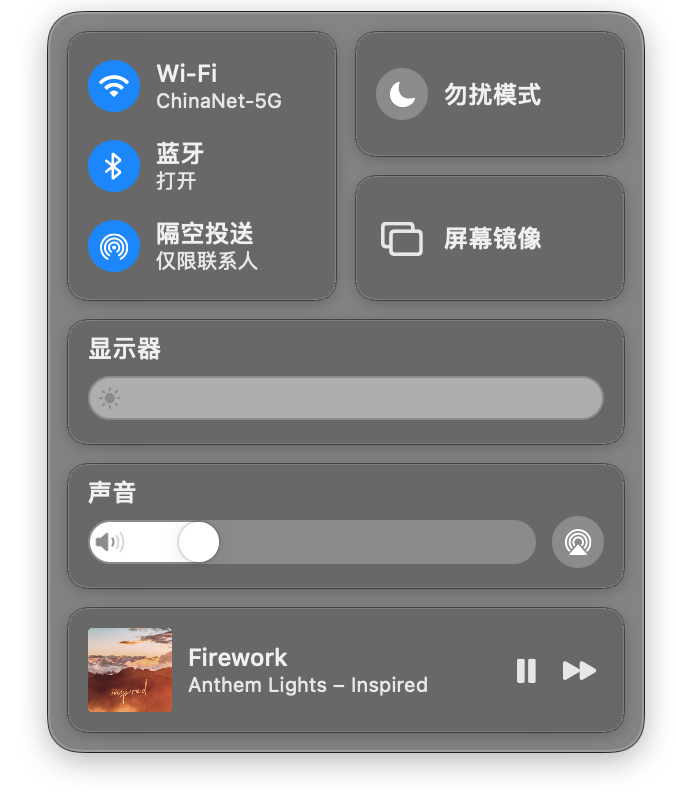 Wi-Fi
ChinaNet-5G
蓝牙
打开
隔空投送
仅限联系人
勿扰模式
屏幕镜像
显示器
声音
inspired
Firework
Anthem Lights – Inspired